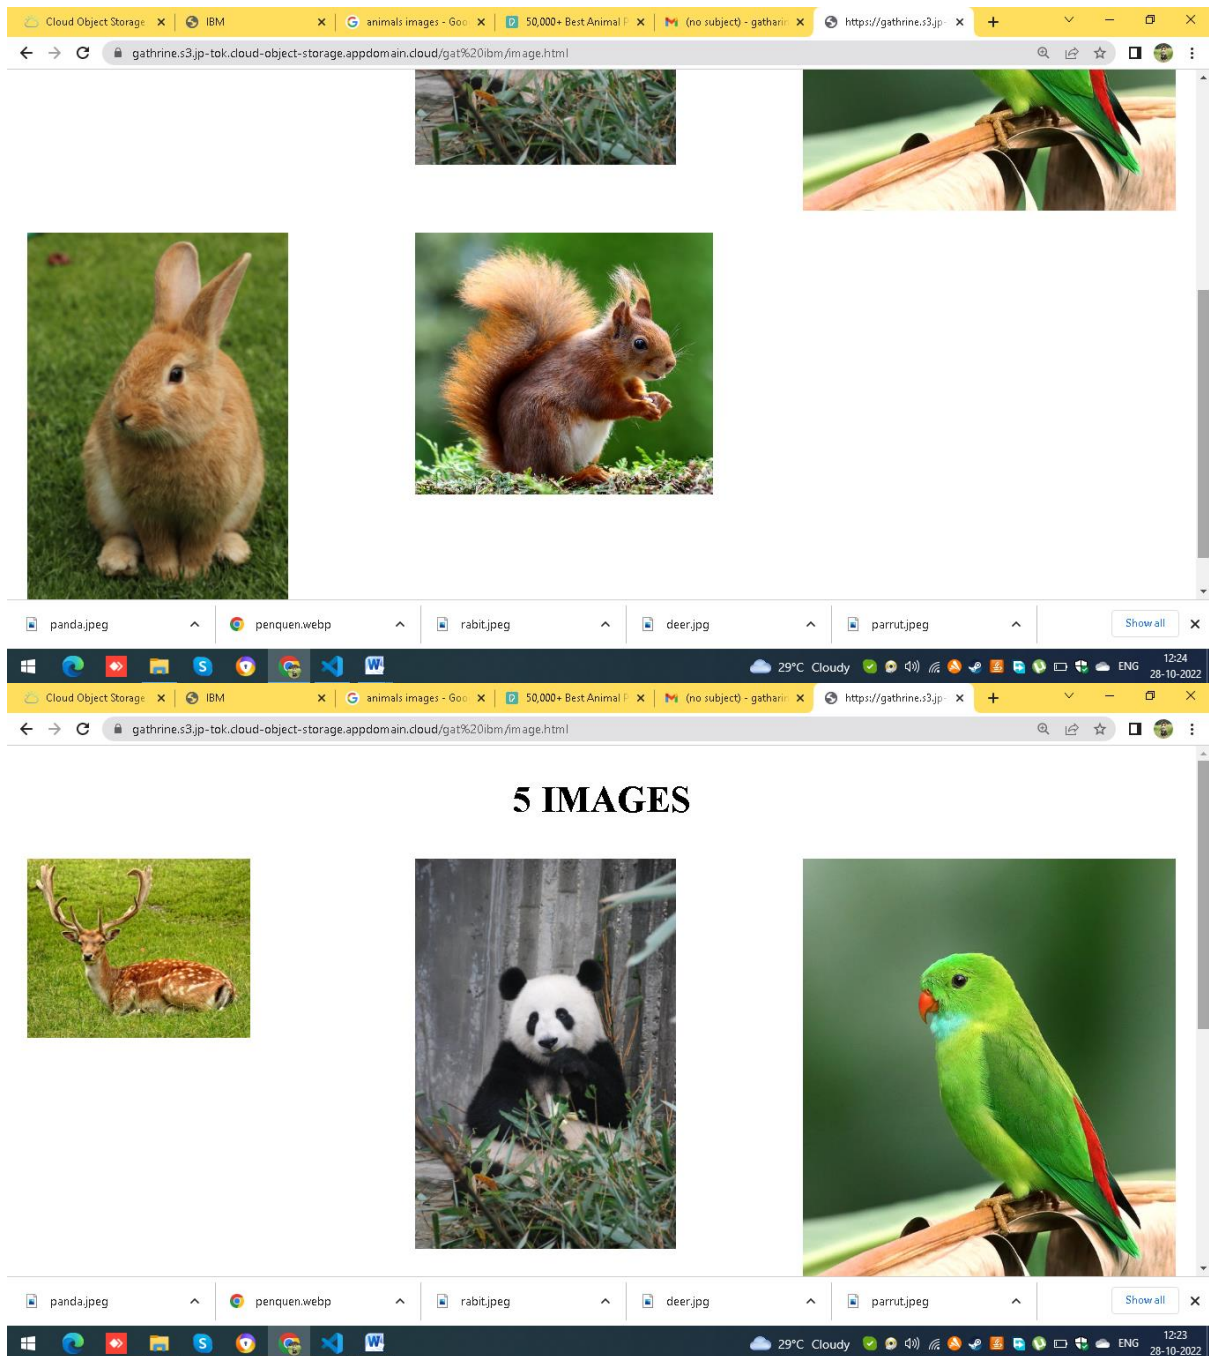 Cloud Object Storage
IBM
animals images - Goo
50,000+ Best Animal P
(no subject) - gatharin
https://gathrine.s3.jp-
gathrine.s3.jp-tok.cloud-object-storage.appdomain.cloud/gat%20ibm/image.html
panda.jpeg
penquen.webp
rabit.jpeg
deer.jpg
parrut.jpeg
Show all
29°C Cloudy
ENG
12:24
28-10-2022
Cloud Object Storage
IBM
animals images - Goo
50,000+ Best Animal P
(no subject) - gatharin
https://gathrine.s3.jp-
gathrine.s3.jp-tok.cloud-object-storage.appdomain.cloud/gat%20ibm/image.html
5 IMAGES
panda.jpeg
penquen.webp
rabit.jpeg
deer.jpg
parrut.jpeg
Show all
29°C Cloudy
ENG
12:23
28-10-2022